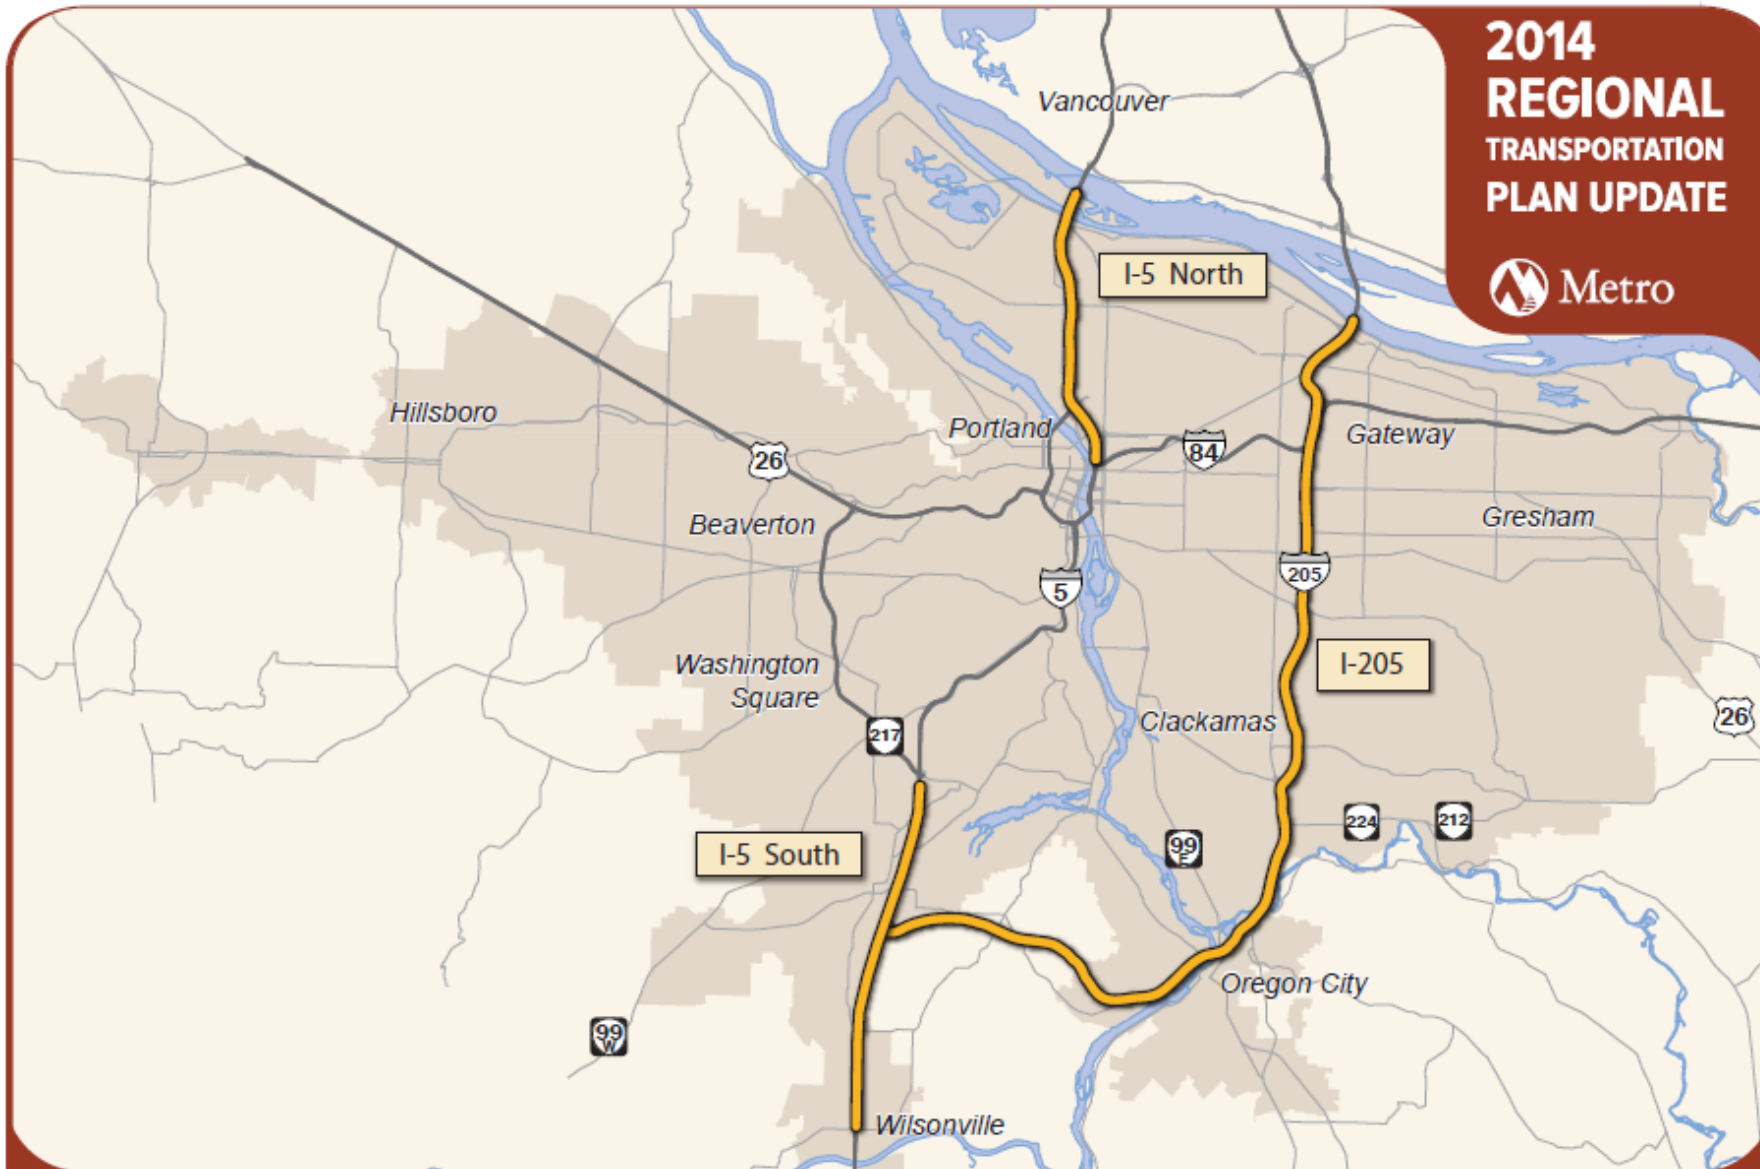 2014
REGIONAL
TRANSPORTATION
PLAN UPDATE
Metro
Vancouver
I-5 North
Hillsboro
Portland
Gateway
26
84
Beaverton
Gresham
5
205
Washington
Square
I-205
217
Clackamas
26
I-5 South
99
E
224
212
Oregon City
99
W
Wilsonville